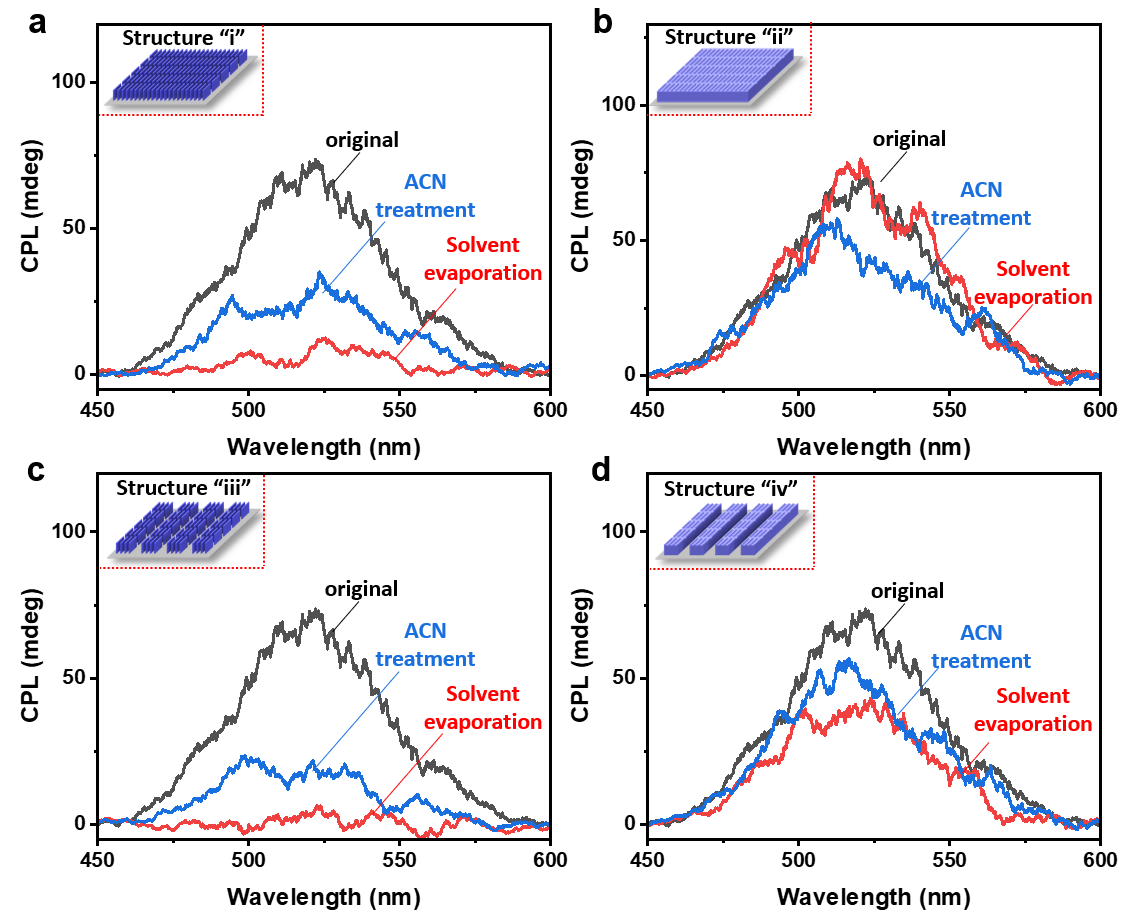 a
Structure “i”
original
ACN
treatment
Solvent
evaporation
100
50
0
CPL (mdeg)
450
500
550
600
Wavelength (nm)
b
Structure “ii”
original
ACN
treatment
Solvent
evaporation
100
50
0
CPL (mdeg)
450
500
550
600
Wavelength (nm)
c
Structure “iii”
original
ACN
treatment
Solvent
evaporation
100
50
0
CPL (mdeg)
450
500
550
600
Wavelength (nm)
d
Structure “iv”
original
ACN
treatment
Solvent
evaporation
100
50
0
CPL (mdeg)
450
500
550
600
Wavelength (nm)